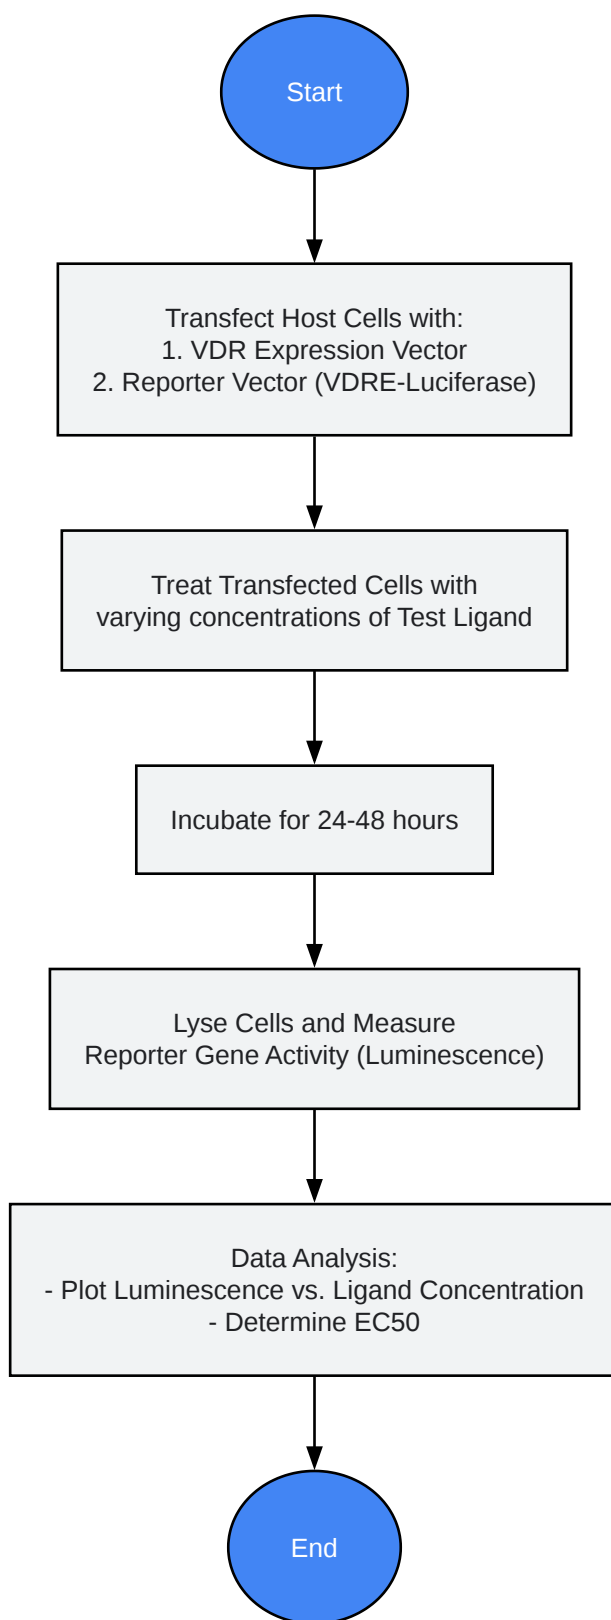 Start
Transfect Host Cells with:
1. VDR Expression Vector
2. Reporter Vector (VDRE-Luciferase)
Treat Transfected Cells with
varying concentrations of Test Ligand
Incubate for 24-48 hours
Lyse Cells and Measure
Reporter Gene Activity (Luminescence)
Data Analysis:
- Plot Luminescence vs. Ligand Concentration
- Determine EC50
End